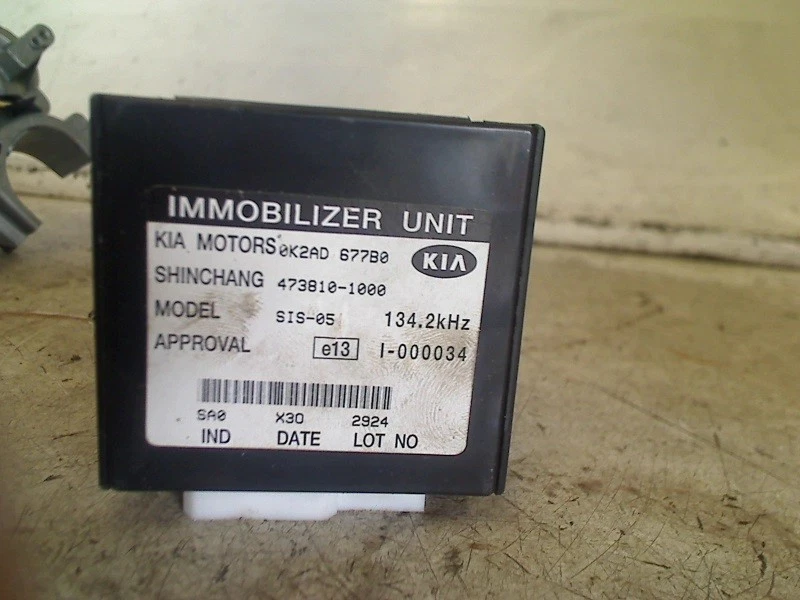 IMMOBILIZER UNIT
KIA MOTORS 0K2AD 677B0 KIA
SHINCHANG 473810-1000
MODEL SIS-05 134.2kHz
APPROVAL e13 I-000034
SA0 X30 2924
IND DATE LOT NO